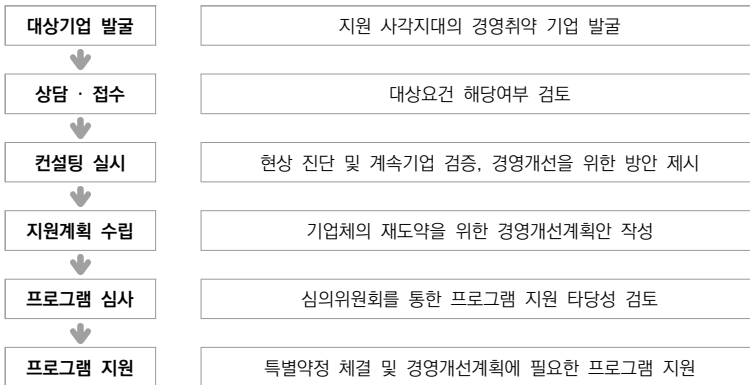 대상기업 발굴
지원 사각지대의 경영취약 기업 발굴
상담 · 접수
대상요건 해당여부 검토
컨설팅 실시
현상 진단 및 계속기업 검증, 경영개선을 위한 방안 제시
지원계획 수립
기업체의 재도약을 위한 경영개선계획안 작성
프로그램 심사
심의위원회를 통한 프로그램 지원 타당성 검토
프로그램 지원
특별약정 체결 및 경영개선계획에 필요한 프로그램 지원